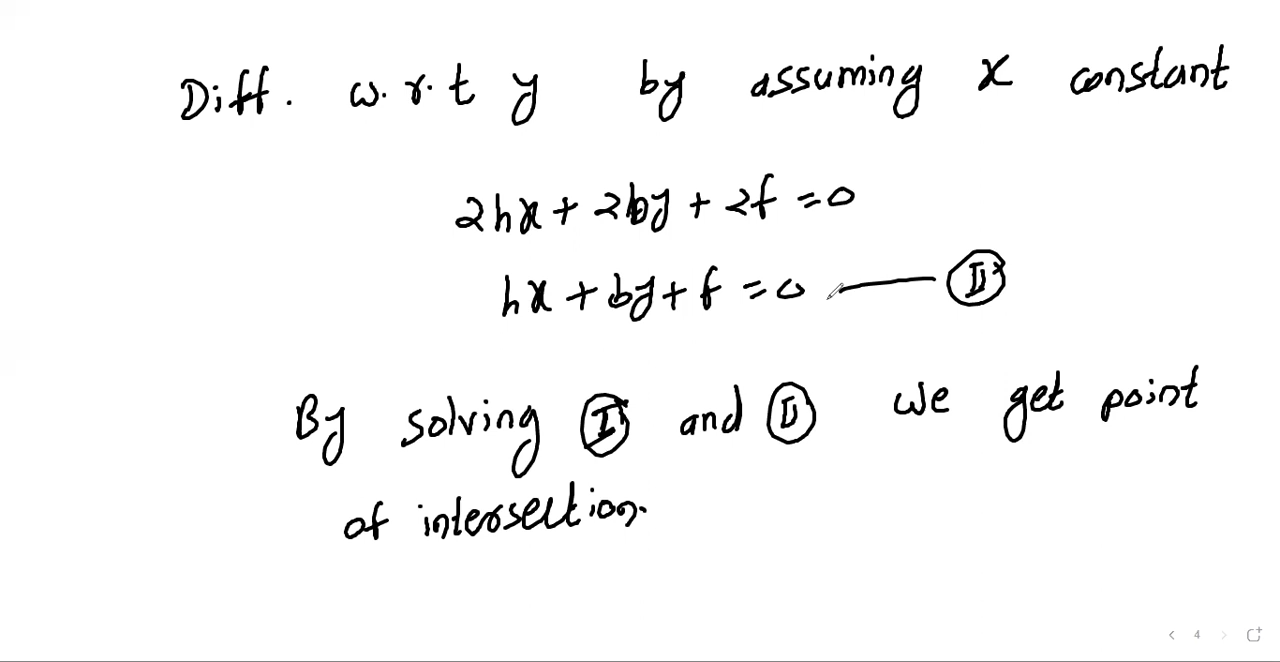 Diff. w.r.t y by assuming x constant
2hx + 2by + 2f = 0
hx + by + f = 0 —— II
By solving I and II we get point
of intersection.
4